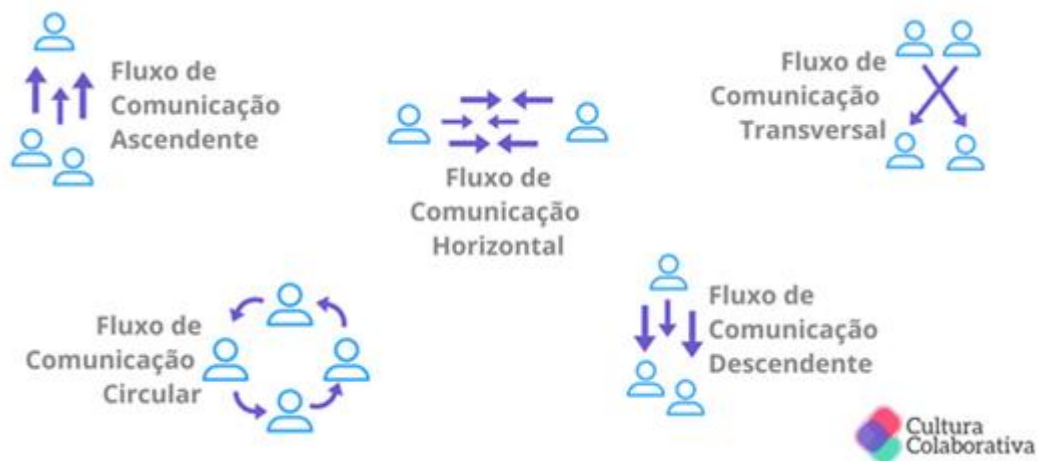 Fluxo de
Comunicação
Ascendente
Fluxo de
Comunicação
Horizontal
Fluxo de
Comunicação
Transversal
Fluxo de
Comunicação
Circular
Fluxo de
Comunicação
Descendente
Cultura
Colaborativa